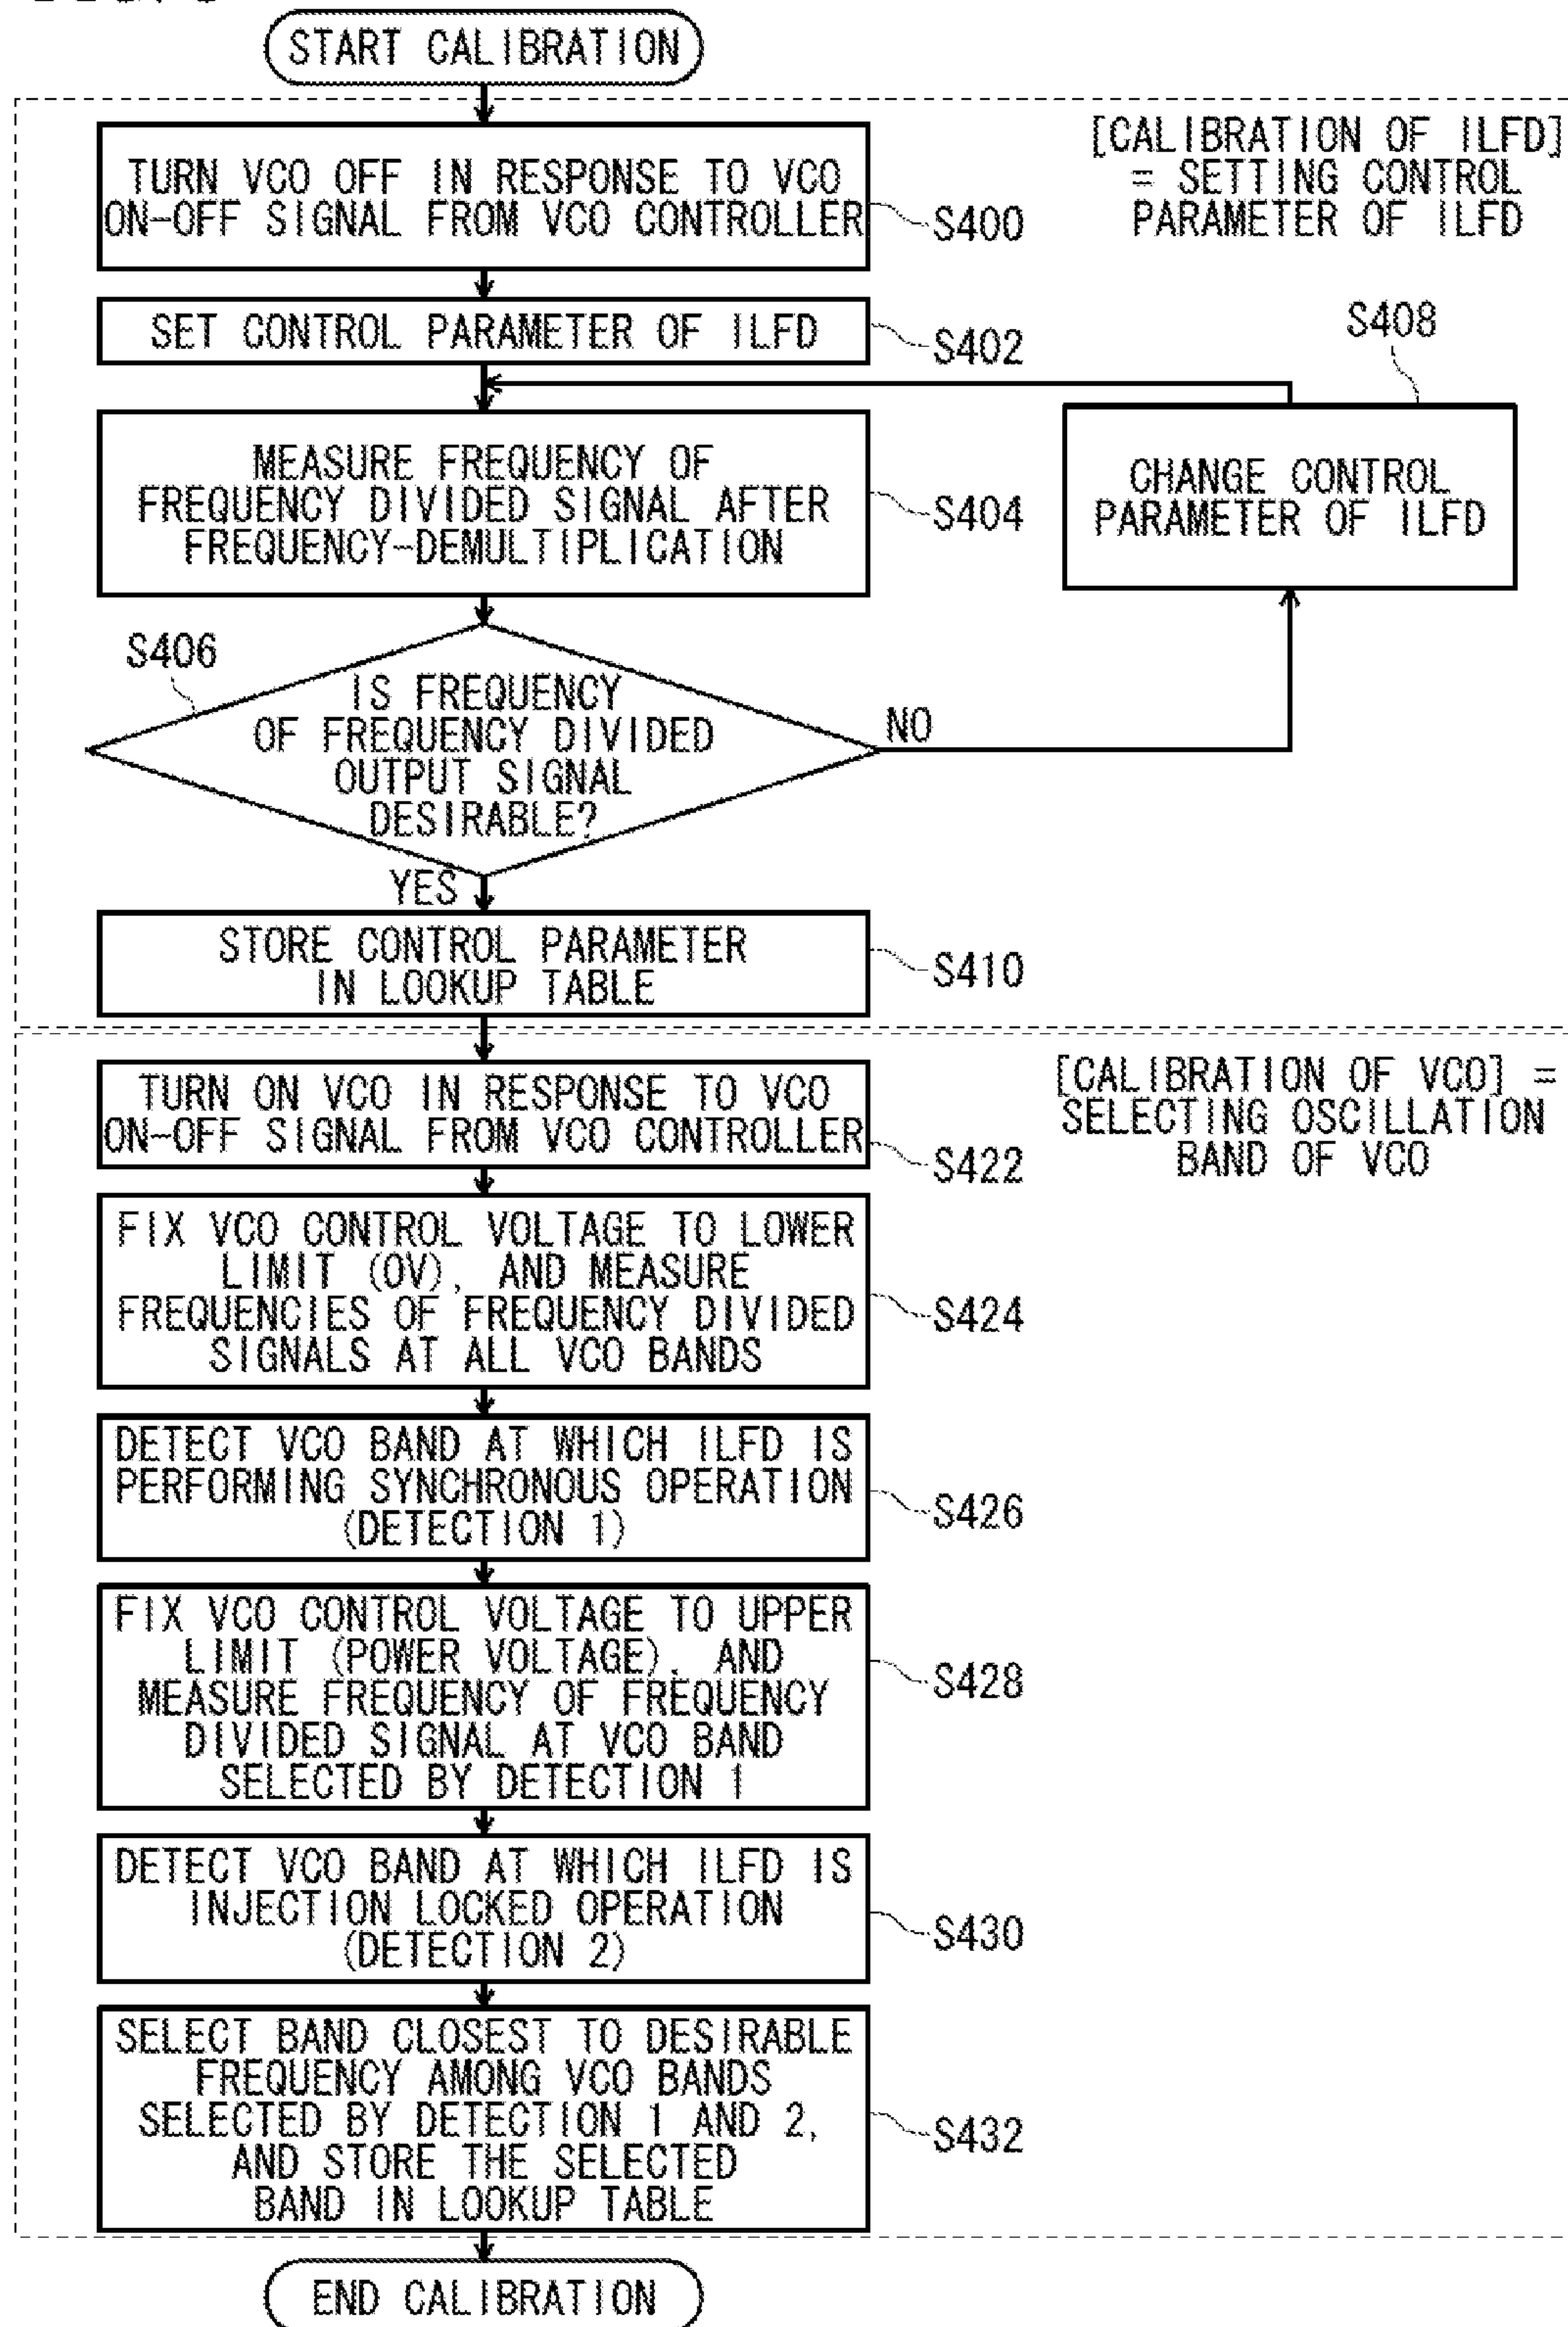 START CALIBRATION
[CALIBRATION OF ILFD]
= SETTING CONTROL
PARAMETER OF ILFD
TURN VCO OFF IN RESPONSE TO VCO
ON-OFF SIGNAL FROM VCO CONTROLLER
S400
SET CONTROL PARAMETER OF ILFD
S402
S408
MEASURE FREQUENCY OF
FREQUENCY DIVIDED SIGNAL AFTER
FREQUENCY-DEMULTIPLICATION
S404
CHANGE CONTROL
PARAMETER OF ILFD
S406
IS FREQUENCY
OF FREQUENCY DIVIDED
OUTPUT SIGNAL
DESIRABLE?
NO
YES
STORE CONTROL PARAMETER
IN LOOKUP TABLE
S410
[CALIBRATION OF VCO] =
SELECTING OSCILLATION
BAND OF VCO
TURN ON VCO IN RESPONSE TO VCO
ON-OFF SIGNAL FROM VCO CONTROLLER
S422
FIX VCO CONTROL VOLTAGE TO LOWER
LIMIT (0V), AND MEASURE
FREQUENCIES OF FREQUENCY DIVIDED
SIGNALS AT ALL VCO BANDS
S424
DETECT VCO BAND AT WHICH ILFD IS
PERFORMING SYNCHRONOUS OPERATION
(DETECTION 1)
S426
FIX VCO CONTROL VOLTAGE TO UPPER
LIMIT (POWER VOLTAGE), AND
MEASURE FREQUENCY OF FREQUENCY
DIVIDED SIGNAL AT VCO BAND
SELECTED BY DETECTION 1
S428
DETECT VCO BAND AT WHICH ILFD IS
INJECTION LOCKED OPERATION
(DETECTION 2)
S430
SELECT BAND CLOSEST TO DESIRABLE
FREQUENCY AMONG VCO BANDS
SELECTED BY DETECTION 1 AND 2,
AND STORE THE SELECTED
BAND IN LOOKUP TABLE
S432
END CALIBRATION